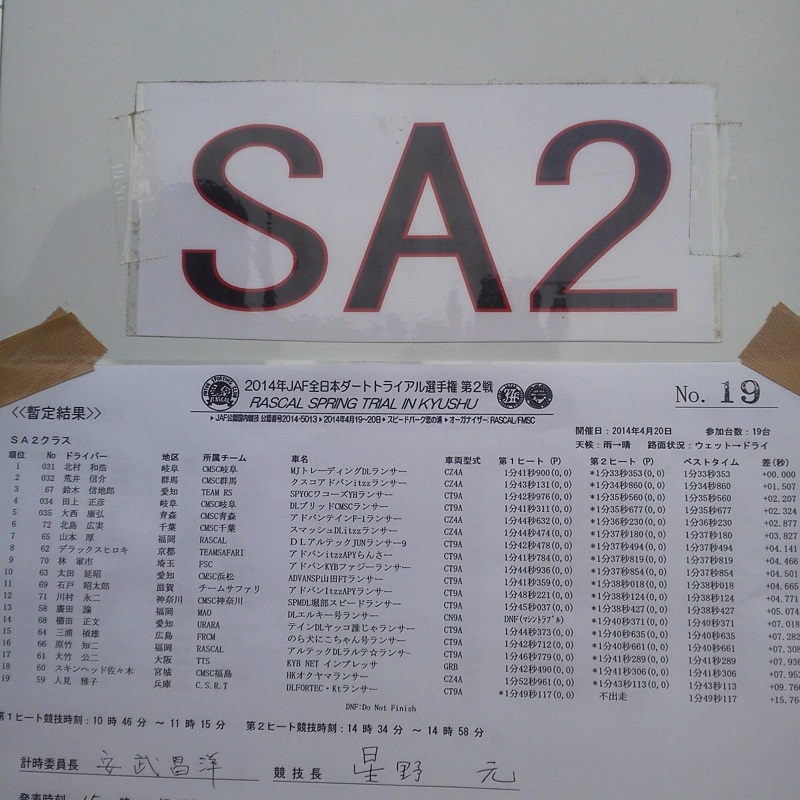 SA2
2014年JAF全日本ダートトライアル選手権 第2戦
RASCAL SPRING TRIAL IN KYUSHU
No. 19
▶JAF公認国内競技 公認番号2014-5013 ▶2014年4月19~20日 ▶スピードパーク恋の浦 ▶オーガナイザー:RASCAL/FMSC
<<暫定結果>>
開催日:2014年4月20日 参加台数:19台
SA2クラス 天候:雨→晴 路面状況:ウェット→ドライ
順位 No ドライバー 地区 所属チーム 車名 車両型式 第1ヒート (P) 第2ヒート (P) ベストタイム 差(秒)
1 031 北村 和浩 岐阜 CMSC岐阜 MJトレーディングDLランサー CZ4A 1分41秒900(0,0) *1分33秒353(0,0) 1分33秒353 +00.000
2 032 荒井 信介 群馬 CMSC群馬 クスコアドバンitzzランサー CZ4A 1分43秒131(0,0) *1分34秒860(0,0) 1分34秒860 +01.507
3 67 鈴木 信地郎 愛知 TEAM RS SPYOCワコーズYHランサー CT9A 1分42秒976(0,0) *1分35秒560(0,0) 1分35秒560 +02.207
4 034 田上 正彦 岐阜 CMSC岐阜 DLブリッドCMSCランサー CT9A 1分41秒311(0,0) *1分35秒677(0,0) 1分35秒677 +02.324
5 035 大西 康弘 青森 CMSC青森 アドバンテインF-1ランサー CZ4A 1分44秒632(0,0) *1分36秒230(0,0) 1分36秒230 +02.877
6 72 北島 広実 千葉 CMSC千葉 スマッシュDLitzzランサー CZ4A 1分44秒474(0,0) *1分37秒180(0,0) 1分37秒180 +03.827
7 65 山本 厚 福岡 RASCAL DLアルテックJUNランサー9 CT9A 1分42秒478(0,0) *1分37秒494(0,0) 1分37秒494 +04.141
8 62 デラックスヒロキ 京都 TEAMSAFARI アドバンitzzAPYらんさー CT9A 1分41秒784(0,0) *1分37秒819(0,0) 1分37秒819 +04.466
9 70 林 軍市 埼玉 FSC アドバンKYBファジーランサー CT9A 1分44秒936(0,0) *1分37秒854(0,0) 1分37秒854 +04.501
10 63 太田 延昭 愛知 CMSC浜松 ADVANSP山田FTランサー CT9A 1分41秒359(0,0) *1分38秒018(0,0) 1分38秒018 +04.665
11 69 石戸 昭太郎 滋賀 チームサファリ アドバンItzzAPYランサー CT9A 1分48秒221(0,0) *1分38秒124(0,0) 1分38秒124 +04.771
12 71 川村 永二 神奈川 CMSC神奈川 SPMDL堀部スピードランサー CT9A 1分45秒037(0,0) *1分38秒427(0,0) 1分38秒427 +05.074
13 58 廣田 諭 福岡 MAO DLエルキー号ランサー CN9A DNF(マシントラブル) *1分40秒371(0,0) 1分40秒371 +07.018
14 68 櫛田 正文 愛知 URARA テインDLヤッコ誰じゃランサー CT9A 1分44秒373(0,0) *1分40秒635(0,0) 1分40秒635 +07.282
15 64 三浦 禎雄 広島 FRCM のら犬にこちゃん号ランサー CT9A 1分42秒712(0,0) *1分40秒661(0,0) 1分40秒661 +07.308
16 66 原竹 知二 福岡 RASCAL アルテックDLラルテ☆ランサー CT9A 1分46秒779(0,0) *1分41秒289(0,0) 1分41秒289 +07.936
17 61 大竹 公二 大阪 TTS KYB NET インプレッサ GRB 1分40秒912(0,0) *1分41秒306(0,0) 1分41秒306 +07.953
18 60 スキンヘッド佐々木 宮城 CMSC福島 HKオクヤマランサー CZ4A 1分52秒961(0,0) *1分43秒113(0,0) 1分43秒113 +09.760
19 59 人見 雅子 兵庫 C.S.R.T DLFORTEC・Ktランサー CT9A *1分49秒117(0,0) 不出走 1分49秒117 +15.76
DNF:Do Not Finish
第1ヒート競技時刻:10 時 46 分 ~ 11 時 15 分 第2ヒート競技時刻:14 時 34 分 ~ 14 時 58 分
計時委員長 安武昌洋 競技長 星野 元
発表時刻 15 時